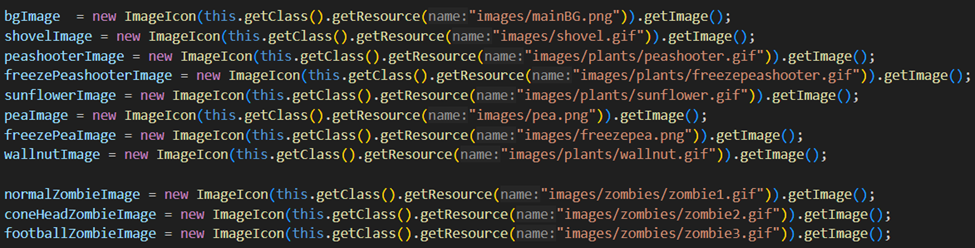 bgImage  = new ImageIcon(this.getClass().getResource(name:"images/mainBG.png")).getImage();
shovelImage = new ImageIcon(this.getClass().getResource(name:"images/shovel.gif")).getImage();
peashooterImage = new ImageIcon(this.getClass().getResource(name:"images/plants/peashooter.gif")).getImage();
freezePeashooterImage = new ImageIcon(this.getClass().getResource(name:"images/plants/freezepeashooter.gif")).getImage();
sunflowerImage = new ImageIcon(this.getClass().getResource(name:"images/plants/sunflower.gif")).getImage();
peaImage = new ImageIcon(this.getClass().getResource(name:"images/pea.png")).getImage();
freezePeaImage = new ImageIcon(this.getClass().getResource(name:"images/freezepea.png")).getImage();
wallnutImage = new ImageIcon(this.getClass().getResource(name:"images/plants/wallnut.gif")).getImage();

normalZombieImage = new ImageIcon(this.getClass().getResource(name:"images/zombies/zombie1.gif")).getImage();
coneHeadZombieImage = new ImageIcon(this.getClass().getResource(name:"images/zombies/zombie2.gif")).getImage();
footballZombieImage = new ImageIcon(this.getClass().getResource(name:"images/zombies/zombie3.gif")).getImage();